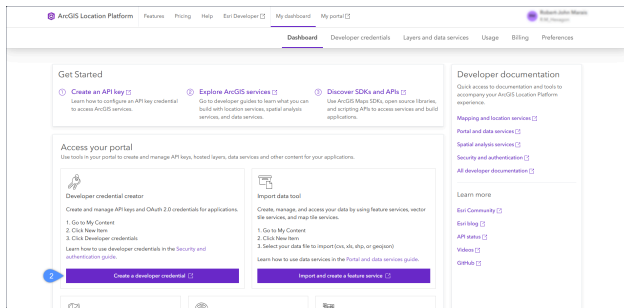 ArcGIS Location Platform Features Pricing Help Esri Developer My dashboard My portal
Dashboard Developer credentials Layers and data services Usage Billing Preferences
Get Started
1 Create an API key
Learn how to configure an API key credential
to access ArcGIS services.
2 Explore ArcGIS services
Go to developer guides to learn what you can
build with location services, spatial analysis
services, and data services.
3 Discover SDKs and APIs
Use ArcGIS Maps SDKs, open source libraries,
and scripting APIs to access services and build
applications.
Developer documentation
Quick access to documentation and tools to
accompany your ArcGIS Location Platform
experience.
Mapping and location services
Portal and data services
Spatial analysis services
Security and authentication
All developer documentation
Learn more
Esri Community
Esri blog
API status
Videos
GitHub
Access your portal
Use tools in your portal to create and manage API keys, hosted layers, data services and other content for your applications.
Developer credential creator
Create and manage API keys and OAuth 2.0 credentials for applications.
1. Go to My Content
2. Click New Item
3. Click Developer credentials
Learn how to use developer credentials in the Security and
authentication guide.
2 Create a developer credential
Import data tool
Create, manage, and access your data by using feature services, vector
tile services, and map tile services.
1. Go to My Content
2. Click New Item
3. Select your data file to import (csv, xls, shp, or geojson)
Learn how to use data services in the Portal and data services guide.
Import and create a feature service